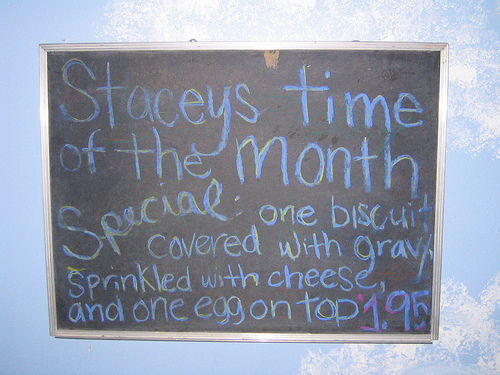 Staceys time
of the month
Special: one biscuit
covered with gravy,
sprinkled with cheese,
and one egg on top 1.95